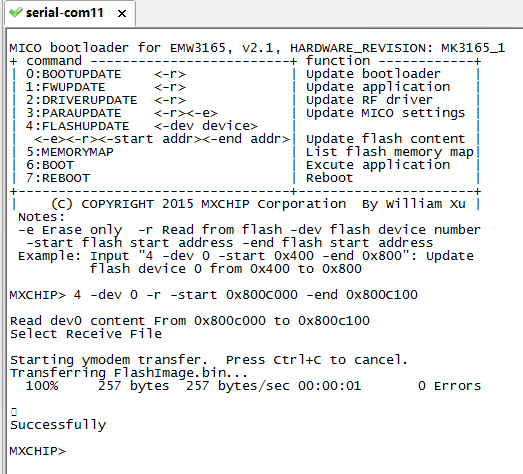 serial-com11
MICO bootloader for EMW3165, v2.1, HARDWARE_REVISION: MK3165_1
+ command -------------------------+ function ------------+
| 0:BOOTUPDATE    <-r>             | Update bootloader    |
| 1:FWUPDATE      <-r>             | Update application   |
| 2:DRIVERUPDATE  <-r>             | Update RF driver     |
| 3:PARAUPDATE    <-r><-e>         | Update MICO settings |
| 4:FLASHUPDATE   <-dev device>    |                      |
|  <-e><-r><-start addr><-end addr>| Update flash content |
| 5:MEMORYMAP                      | List flash memory map|
| 6:BOOT                           | Excute application   |
| 7:REBOOT                         | Reboot               |
+----------------------------------+----------------------+
|    (C) COPYRIGHT 2015 MXCHIP Corporation  By William Xu |
Notes:
-e Erase only  -r Read from flash -dev flash device number
-start flash start address -end flash start address
Example: Input "4 -dev 0 -start 0x400 -end 0x800": Update
flash device 0 from 0x400 to 0x800
MXCHIP> 4 -dev 0 -r -start 0x800C000 -end 0x800C100
Read dev0 content From 0x800c000 to 0x800c100
Select Receive File
Starting ymodem transfer.  Press Ctrl+C to cancel.
Transferring FlashImage.bin...
100%     257 bytes  257 bytes/sec 00:00:01       0 Errors
Successfully
MXCHIP>